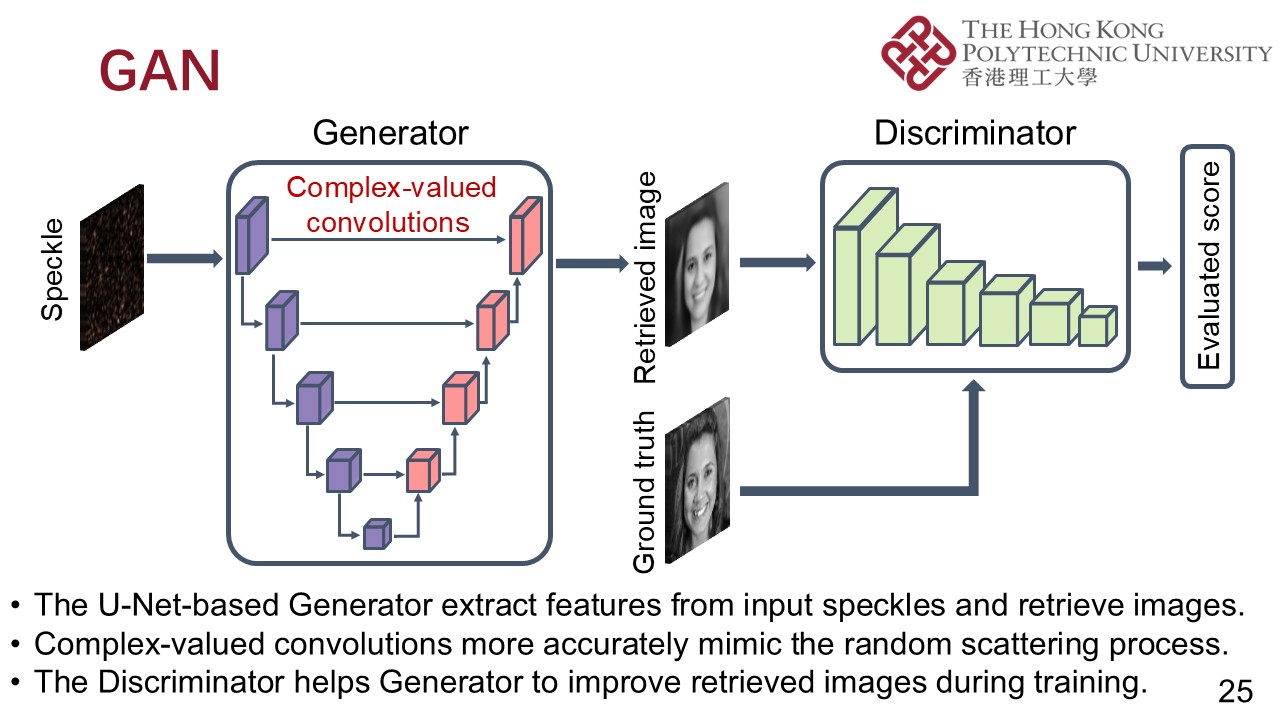 GAN
THE HONG KONG
POLYTECHNIC UNIVERSITY
香港理工大學
Generator
Discriminator
Complex-valued
convolutions
Speckle
Retrieved image
Ground truth
Evaluated score
• The U-Net-based Generator extract features from input speckles and retrieve images.
• Complex-valued convolutions more accurately mimic the random scattering process.
• The Discriminator helps Generator to improve retrieved images during training.
25